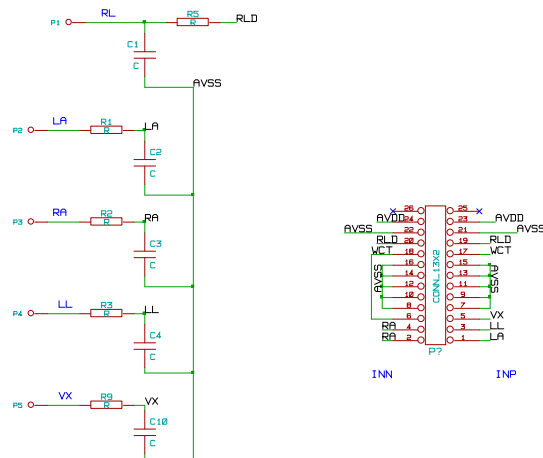 RL
P1
R5
R
RLD
C1
C
AVSS
LA
P2
R1
R
LA
C2
C
RA
P3
R2
R
RA
C3
C
LL
P4
R3
R
LL
C4
C
VX
P5
R9
R
VX
C10
C
26 25
AVDD 24 23 AVDD
AVSS 22 21 AVSS
RLD 20 19 RLD
WCT 18 17 WCT
16 15
14 13
12 11
10 9
8 7
6 5 VX
RA 4 3 LL
RA 2 1 LA
AVSS
AVSS
CONN_13X2
P?
INN INP